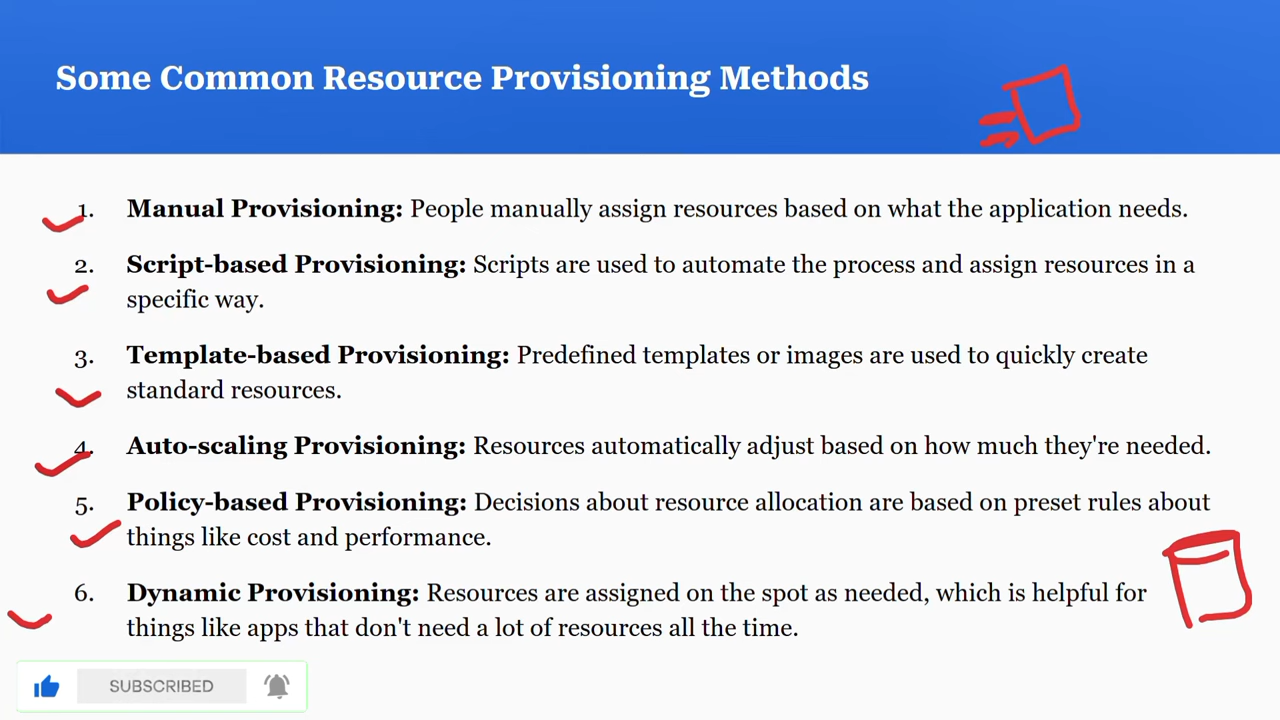 Some Common Resource Provisioning Methods
1. Manual Provisioning: People manually assign resources based on what the application needs.
2. Script-based Provisioning: Scripts are used to automate the process and assign resources in a
specific way.
3. Template-based Provisioning: Predefined templates or images are used to quickly create
standard resources.
4. Auto-scaling Provisioning: Resources automatically adjust based on how much they're needed.
5. Policy-based Provisioning: Decisions about resource allocation are based on preset rules about
things like cost and performance.
6. Dynamic Provisioning: Resources are assigned on the spot as needed, which is helpful for
things like apps that don't need a lot of resources all the time.
SUBSCRIBED